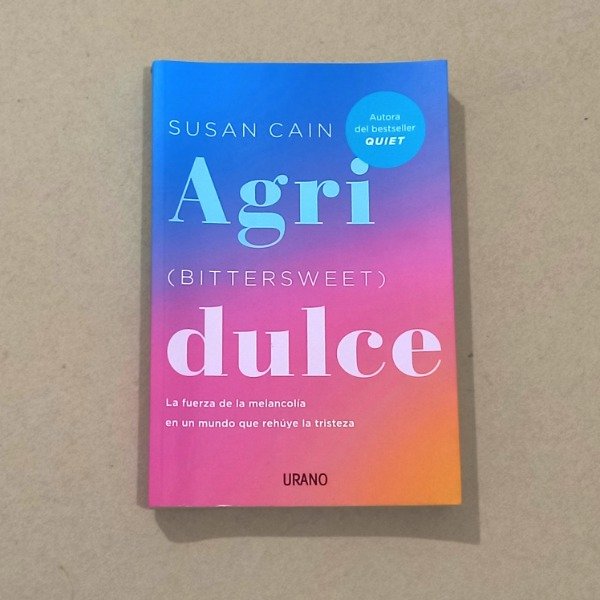 SUSAN CAIN
Autora
del bestseller
QUIET
Agri
(BITTERSWEET)
dulce
La fuerza de la melancolía
en un mundo que rehúye la tristeza
URANO